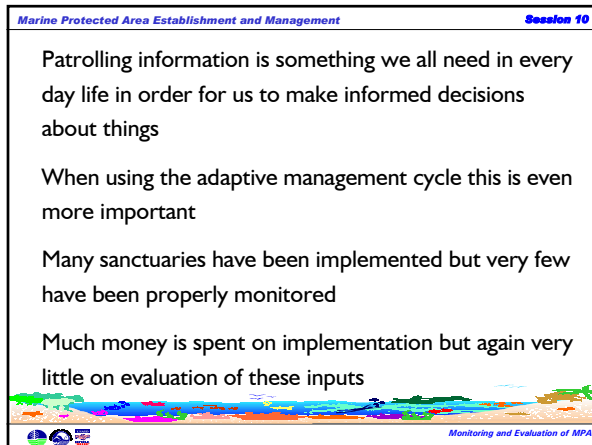 Marine Protected Area Establishment and Management Session 10
Patrolling information is something we all need in every
day life in order for us to make informed decisions
about things
When using the adaptive management cycle this is even
more important
Many sanctuaries have been implemented but very few
have been properly monitored
Much money is spent on implementation but again very
little on evaluation of these inputs
Monitoring and Evaluation of MPA